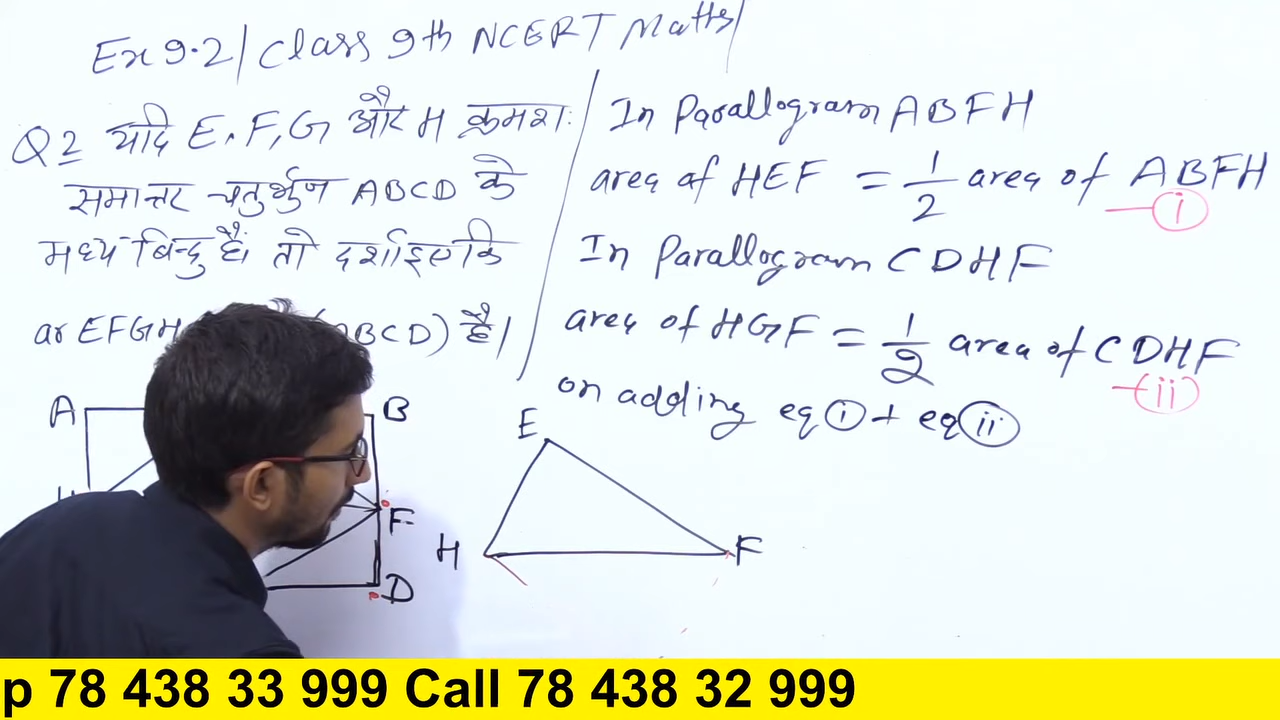 Ex 9.2/ Class 9th NCERT Maths/
Q 2 यदि E, F, G और H क्रमशः
समान्तर चतुर्भुज ABCD के
मध्य बिन्दु हैं। तो दर्शाइए कि
ar EFGH BCD) है।
In Parallogram ABFH
area of HEF = 1/2 area of ABFH
— i
In Parallogram CDHF
area of HGF = 1/2 area of CDHF
— ii
on adding eq i + eq ii
A B
F
D
E
H F
p 78 438 33 999 Call 78 438 32 999